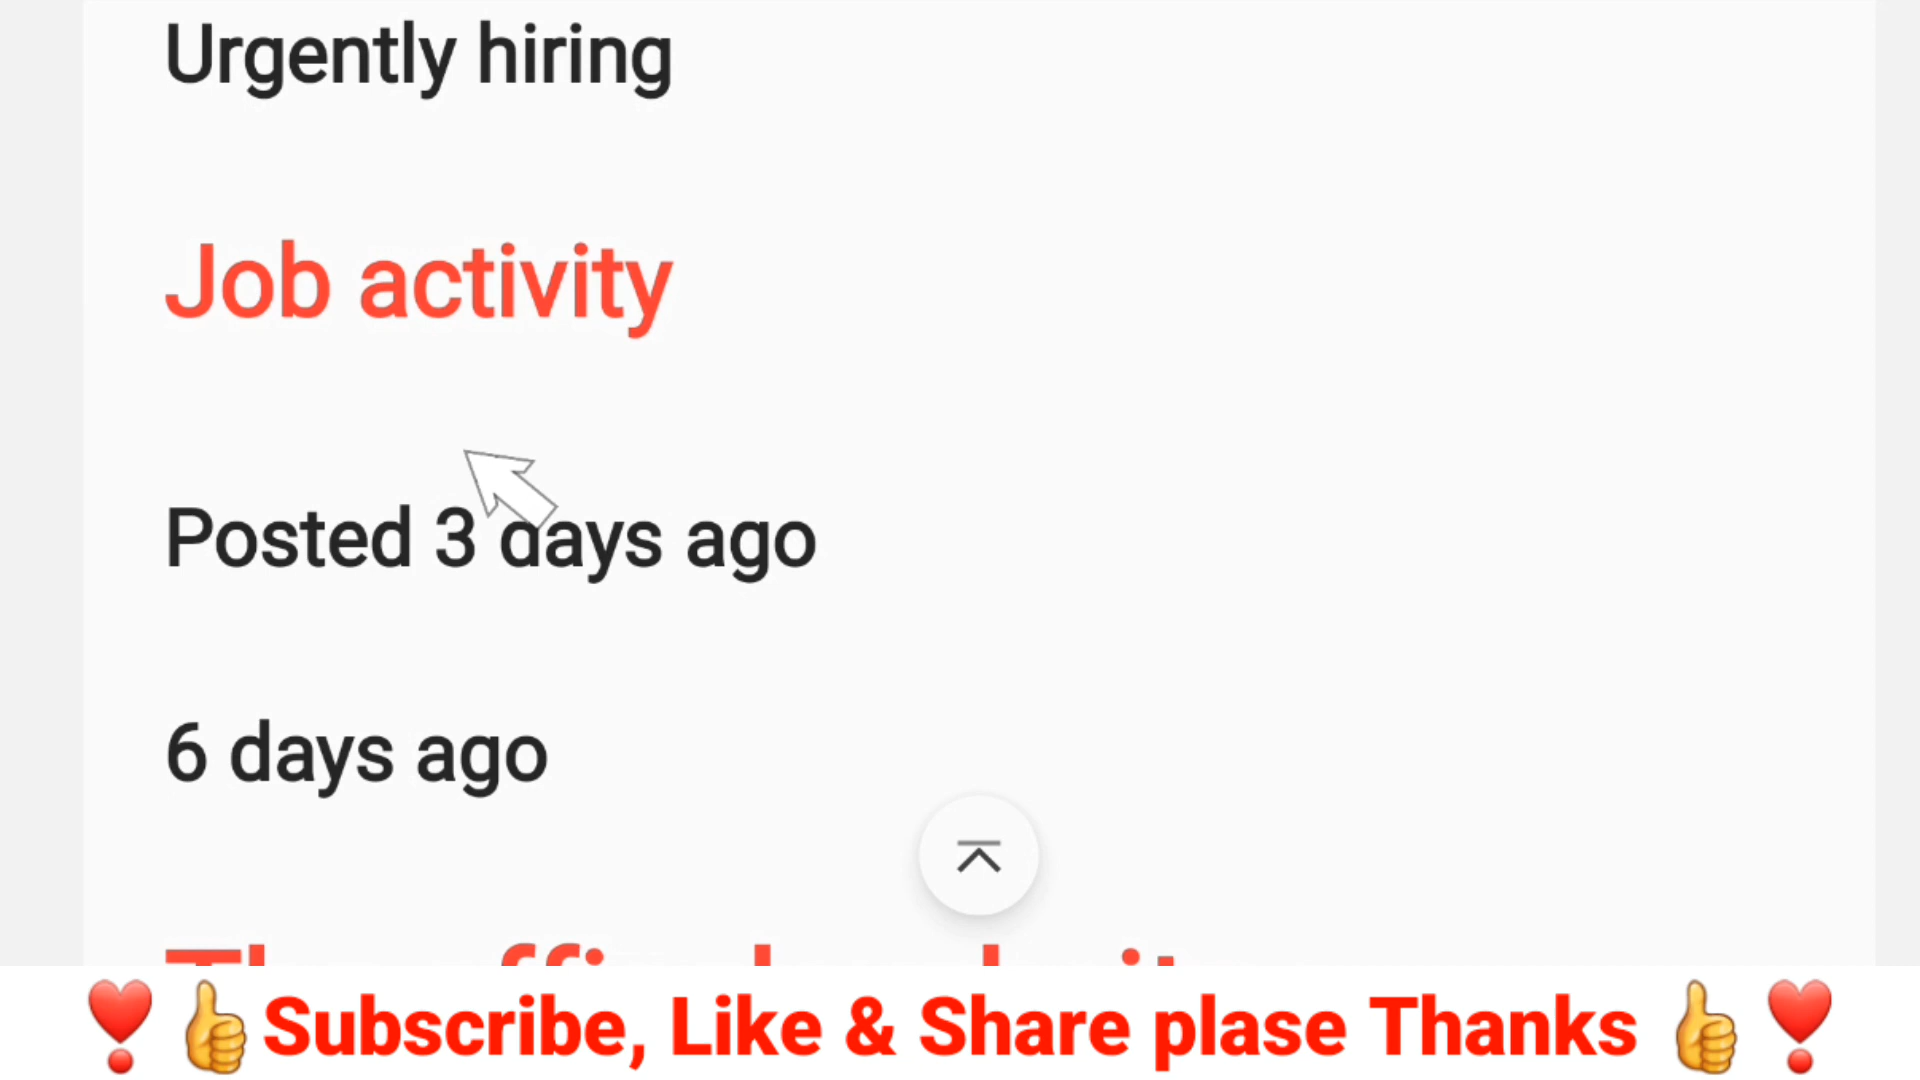 Urgently hiring
Job activity
Posted 3 days ago
6 days ago
Subscribe, Like & Share plase Thanks